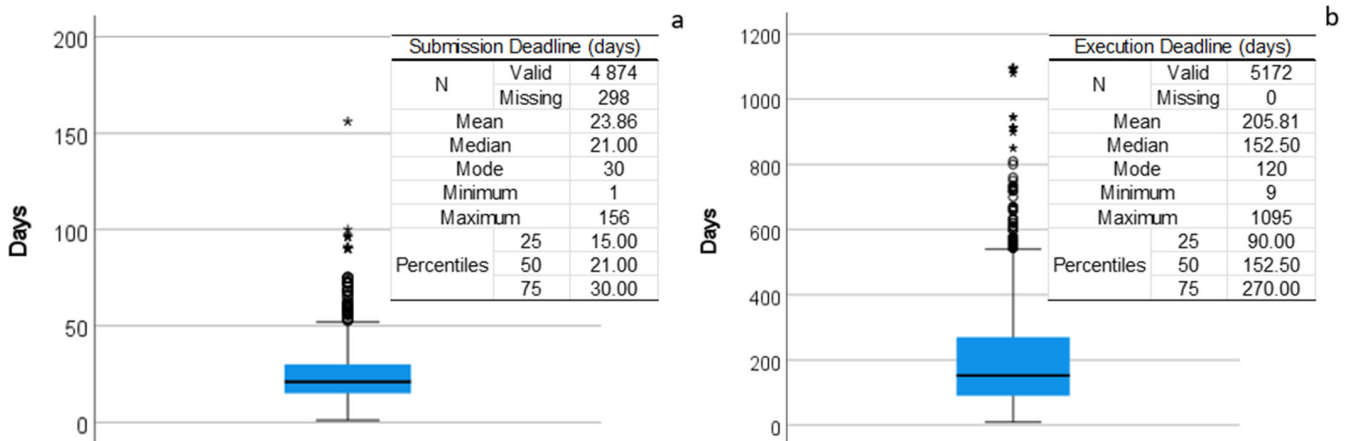 a
200
150
100
50
0
Days
Submission Deadline (days)
N Valid 4 874
Missing 298
Mean 23.86
Median 21.00
Mode 30
Minimum 1
Maximum 156
Percentiles 25 15.00
50 21.00
75 30.00
b
1200
1000
800
600
400
200
0
Days
Execution Deadline (days)
N Valid 5172
Missing 0
Mean 205.81
Median 152.50
Mode 120
Minimum 9
Maximum 1095
Percentiles 25 90.00
50 152.50
75 270.00